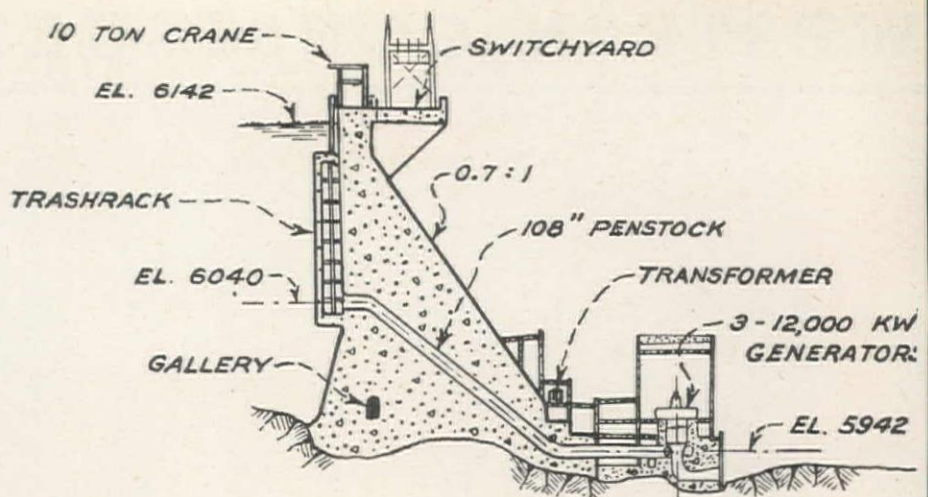 10 TON CRANE
SWITCHYARD
EL. 6142
0.7:1
TRASHRACK
108" PENSTOCK
EL. 6040
TRANSFORMER
3-12,000 KW
GENERATORS
GALLERY
EL. 5942